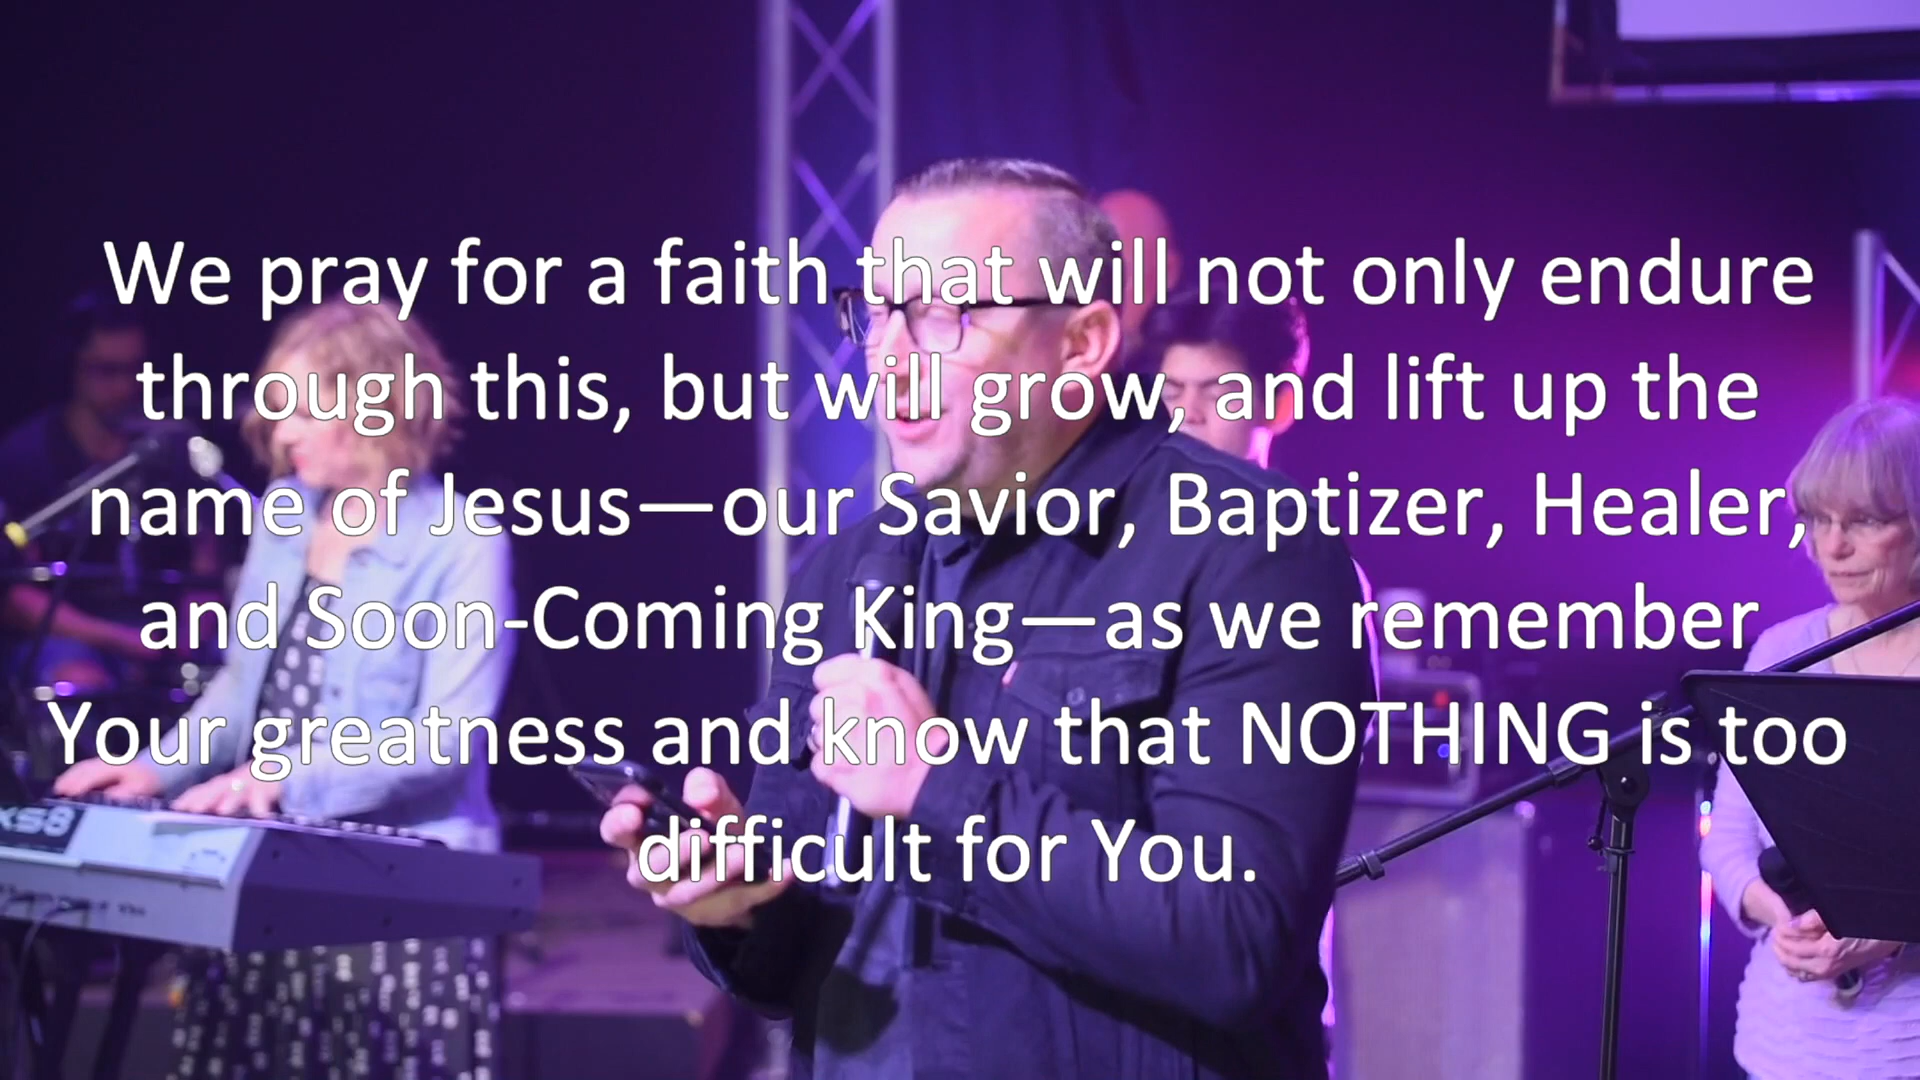 We pray for a faith that will not only endure
through this, but will grow, and lift up the
name of Jesus—our Savior, Baptizer, Healer,
and Soon-Coming King—as we remember
Your greatness and know that NOTHING is too
difficult for You.